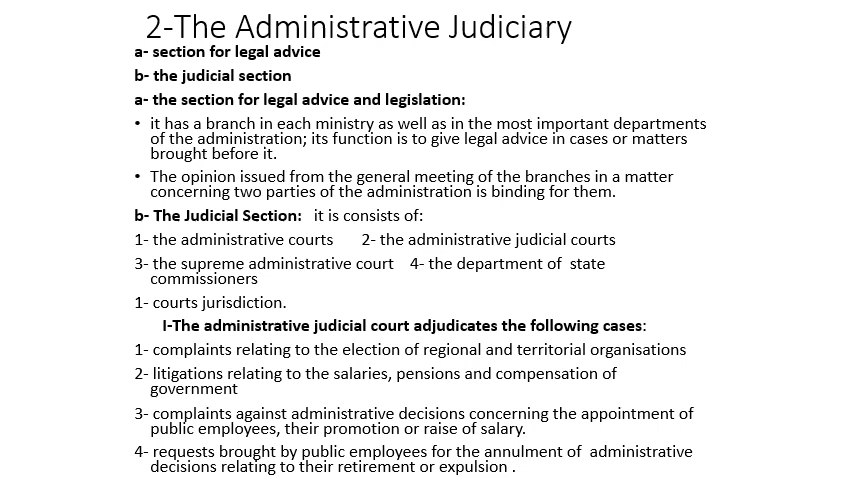 2-The Administrative Judiciary
a- section for legal advice
b- the judicial section
a- the section for legal advice and legislation:
• it has a branch in each ministry as well as in the most important departments
of the administration; its function is to give legal advice in cases or matters
brought before it.
• The opinion issued from the general meeting of the branches in a matter
concerning two parties of the administration is binding for them.
b- The Judicial Section: it is consists of:
1- the administrative courts 2- the administrative judicial courts
3- the supreme administrative court 4- the department of state
commissioners
1- courts jurisdiction.
I-The administrative judicial court adjudicates the following cases:
1- complaints relating to the election of regional and territorial organisations
2- litigations relating to the salaries, pensions and compensation of
government
3- complaints against administrative decisions concerning the appointment of
public employees, their promotion or raise of salary.
4- requests brought by public employees for the annulment of administrative
decisions relating to their retirement or expulsion .